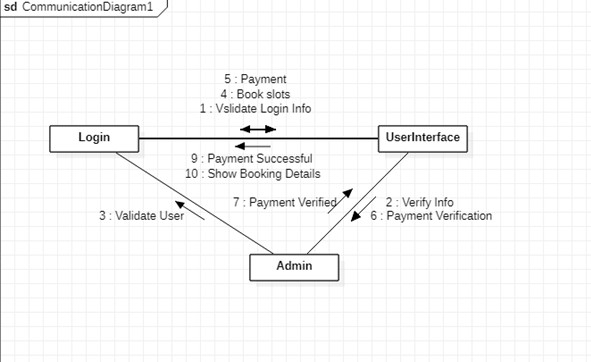 sd CommunicationDiagram1
5 : Payment
4 : Book slots
1 : Vslidate Login Info
Login
UserInterface
9 : Payment Successful
10 : Show Booking Details
7 : Payment Verified
2 : Verify Info
3 : Validate User
6 : Payment Verification
Admin